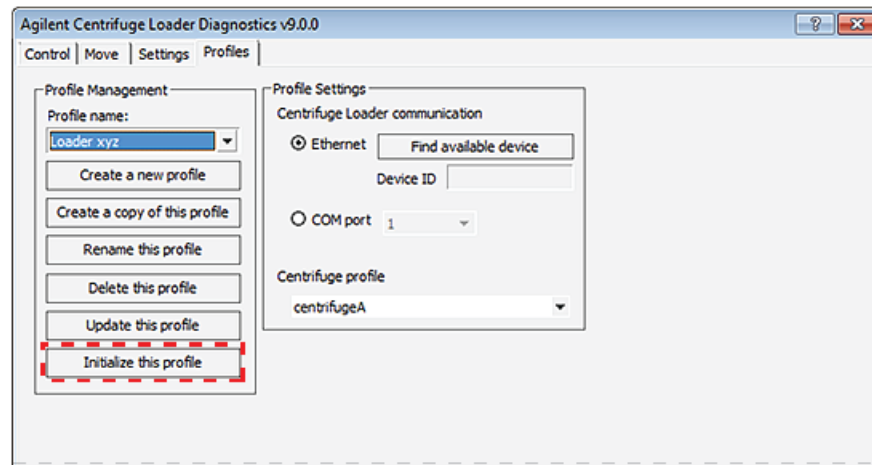 Agilent Centrifuge Loader Diagnostics v9.0.0
?
Control Move Settings Profiles
Profile Management
Profile name:
Loader xyz
Create a new profile
Create a copy of this profile
Rename this profile
Delete this profile
Update this profile
Initialize this profile
Profile Settings
Centrifuge Loader communication
Ethernet Find available device
Device ID
COM port 1
Centrifuge profile
centrifugeA